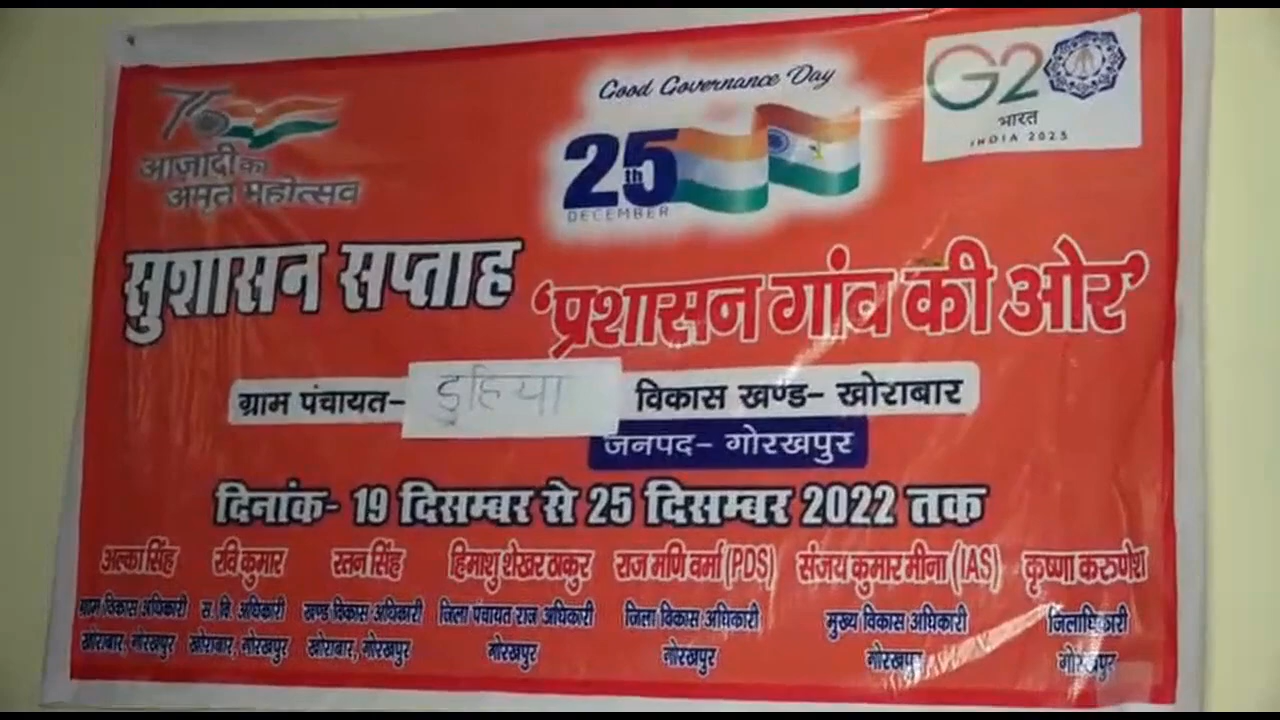 75
आज़ादी का
अमृत महोत्सव
Good Governance Day
25th
DECEMBER
G20
भारत
INDIA 2023
सुशासन सप्ताह
'प्रशासन गांव की ओर'
ग्राम पंचायत- डुहिया विकास खण्ड- खोराबार
जनपद- गोरखपुर
दिनांक- 19 दिसम्बर से 25 दिसम्बर 2022 तक
अल्का सिंह रवि कुमार रतन सिंह हिमाशु शेखर ठाकुर राज मणि वर्मा (PDS) संजय कुमार मीना (IAS) कृष्णा करुणेश
ग्राम विकास अधिकारी स. वि. अधिकारी खण्ड विकास अधिकारी जिला पंचायत राज अधिकारी जिला विकास अधिकारी मुख्य विकास अधिकारी जिलाधिकारी
खोराबार, गोरखपुर खोराबार, गोरखपुर खोराबार, गोरखपुर गोरखपुर गोरखपुर गोरखपुर गोरखपुर